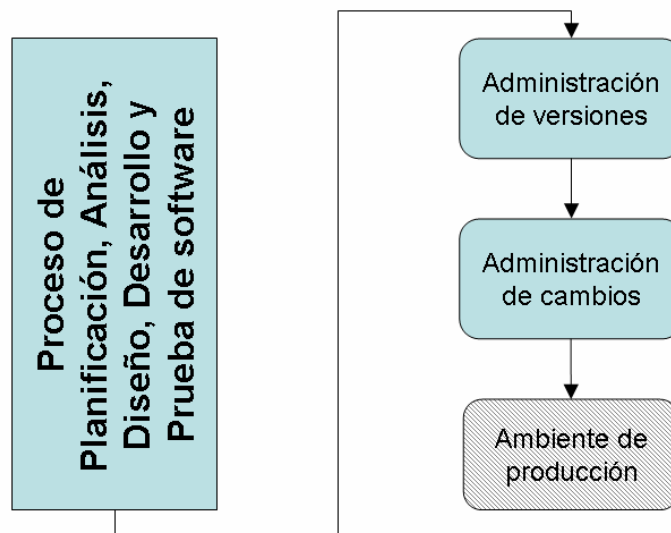 Proceso de
Planificación, Análisis,
Diseño, Desarrollo y
Prueba de software
Administración
de versiones
Administración
de cambios
Ambiente de
producción